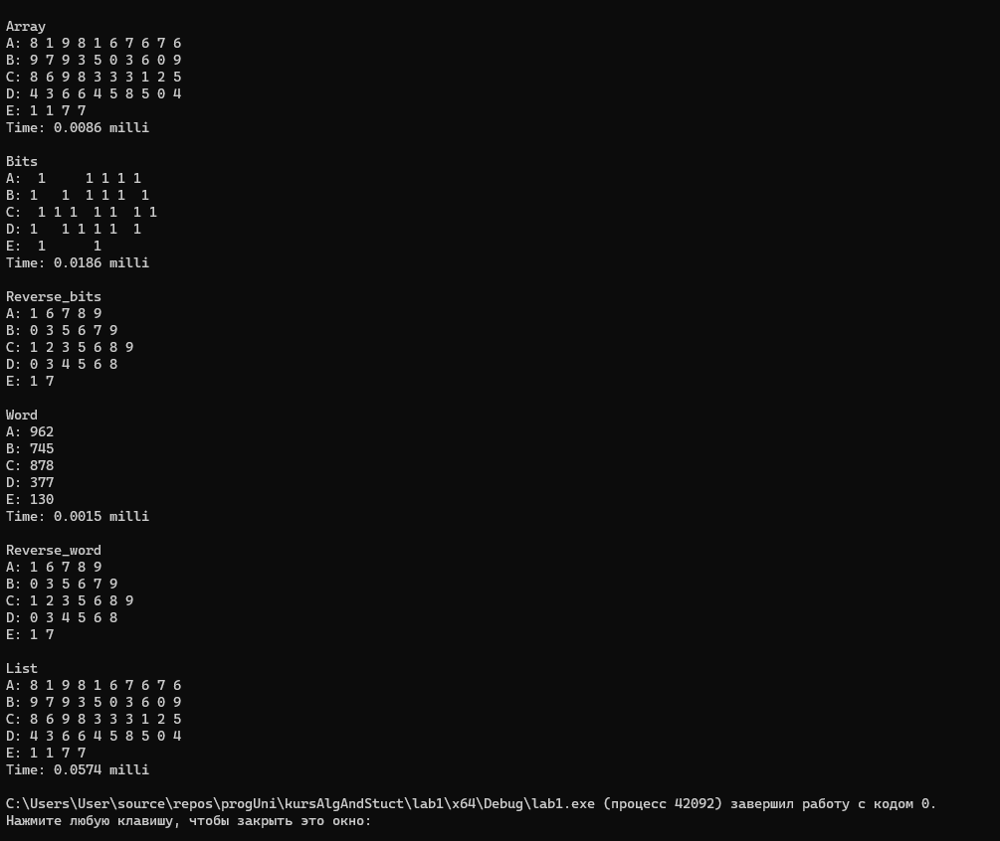 Array
A: 8 1 9 8 1 6 7 6 7 6
B: 9 7 9 3 5 0 3 6 0 9
C: 8 6 9 8 3 3 3 1 2 5
D: 4 3 6 6 4 5 8 5 0 4
E: 1 1 7 7
Time: 0.0086 milli

Bits
A:  1     1 1 1 1
B: 1   1  1 1 1  1
C:  1 1 1  1 1  1 1
D: 1   1 1 1 1  1
E:  1      1
Time: 0.0186 milli

Reverse_bits
A: 1 6 7 8 9
B: 0 3 5 6 7 9
C: 1 2 3 5 6 8 9
D: 0 3 4 5 6 8
E: 1 7

Word
A: 962
B: 745
C: 878
D: 377
E: 130
Time: 0.0015 milli

Reverse_word
A: 1 6 7 8 9
B: 0 3 5 6 7 9
C: 1 2 3 5 6 8 9
D: 0 3 4 5 6 8
E: 1 7

List
A: 8 1 9 8 1 6 7 6 7 6
B: 9 7 9 3 5 0 3 6 0 9
C: 8 6 9 8 3 3 3 1 2 5
D: 4 3 6 6 4 5 8 5 0 4
E: 1 1 7 7
Time: 0.0574 milli

C:\Users\User\source\repos\progUni\kursAlgAndStuct\lab1\x64\Debug\lab1.exe (процесс 42092) завершил работу с кодом 0.
Нажмите любую клавишу, чтобы закрыть это окно: